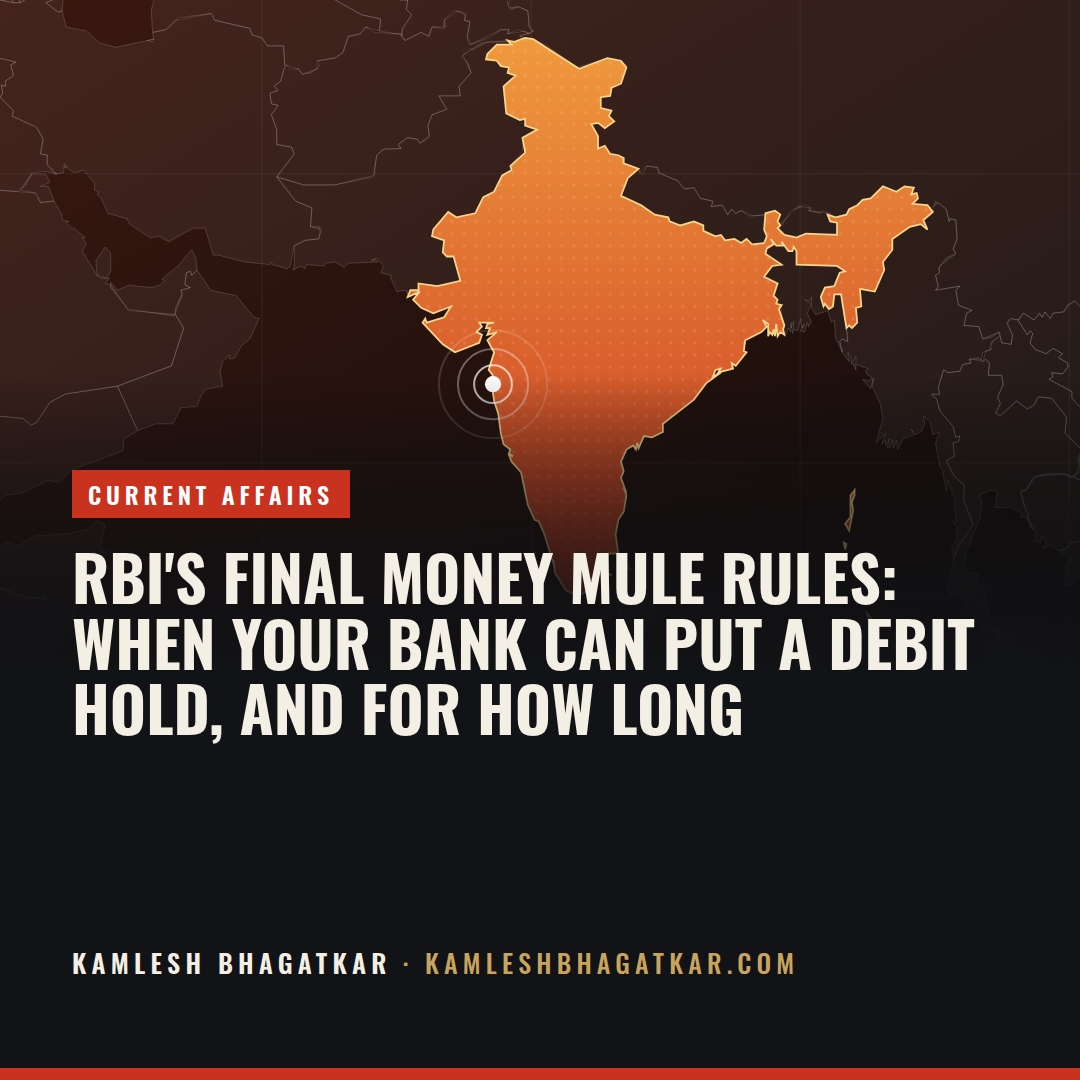 CURRENT AFFAIRS
RBI'S FINAL MONEY MULE RULES:
WHEN YOUR BANK CAN PUT A DEBIT
HOLD, AND FOR HOW LONG
KAMLESH BHAGATKAR · KAMLESHBHAGATKAR.COM